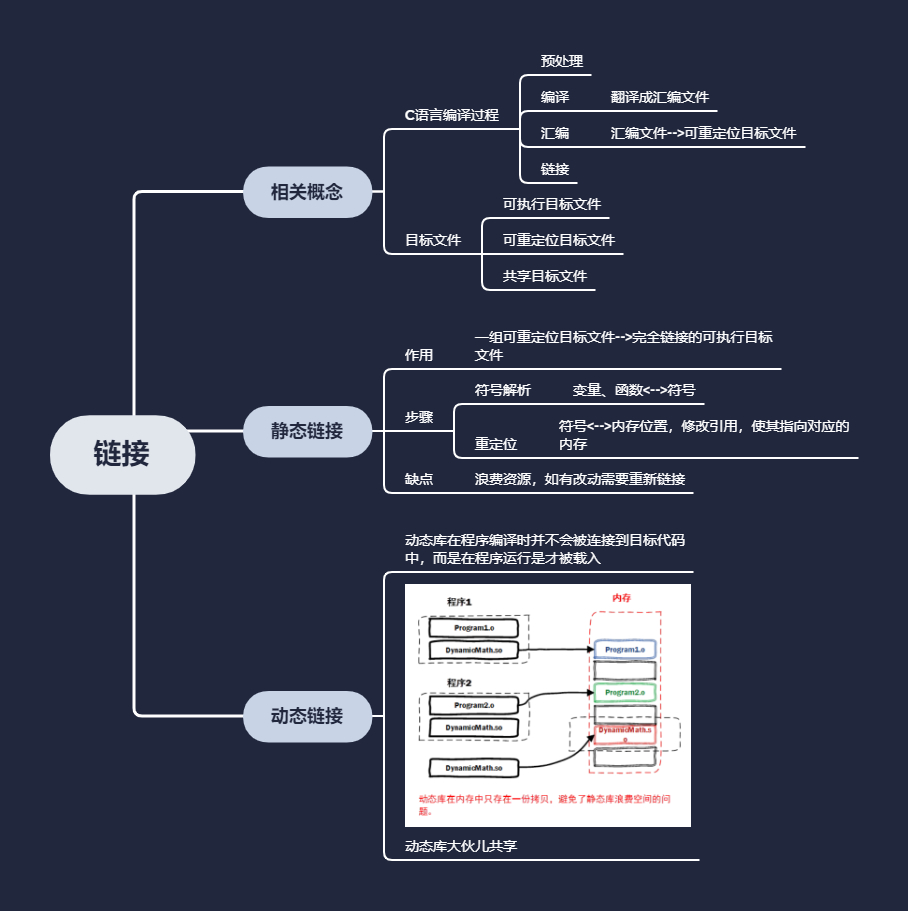 链接
相关概念
C语言编译过程
预处理
编译
翻译成汇编文件
汇编
汇编文件-->可重定位目标文件
链接
目标文件
可执行目标文件
可重定位目标文件
共享目标文件
静态链接
作用
一组可重定位目标文件-->完全链接的可执行目标
文件
步骤
符号解析
变量、函数<-->符号
重定位
符号<-->内存位置，修改引用，使其指向对应的
内存
缺点
浪费资源，如有改动需要重新链接
动态链接
动态库在程序编译时并不会被连接到目标代码
中，而是在程序运行是才被载入
程序1
Program1.o
DynamicMath.so
程序2
Program2.o
DynamicMath.so
DynamicMath.so
内存
Program1.o
Program2.o
DynamicMath.s
o
动态库在内存中只存在一份拷贝，避免了静态库浪费空间的问
题。
动态库大伙儿共享